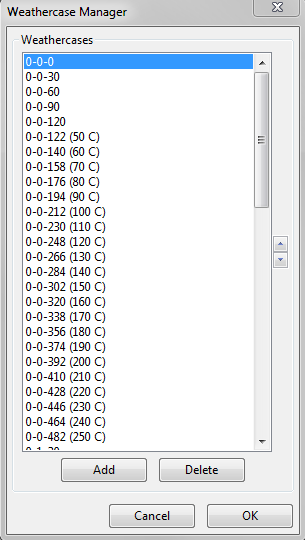 Weathercase Manager
Weathercases
0-0-0
0-0-30
0-0-60
0-0-90
0-0-120
0-0-122 (50 C)
0-0-140 (60 C)
0-0-158 (70 C)
0-0-176 (80 C)
0-0-194 (90 C)
0-0-212 (100 C)
0-0-230 (110 C)
0-0-248 (120 C)
0-0-266 (130 C)
0-0-284 (140 C)
0-0-302 (150 C)
0-0-320 (160 C)
0-0-338 (170 C)
0-0-356 (180 C)
0-0-374 (190 C)
0-0-392 (200 C)
0-0-410 (210 C)
0-0-428 (220 C)
0-0-446 (230 C)
0-0-464 (240 C)
0-0-482 (250 C)
Add Delete
Cancel OK